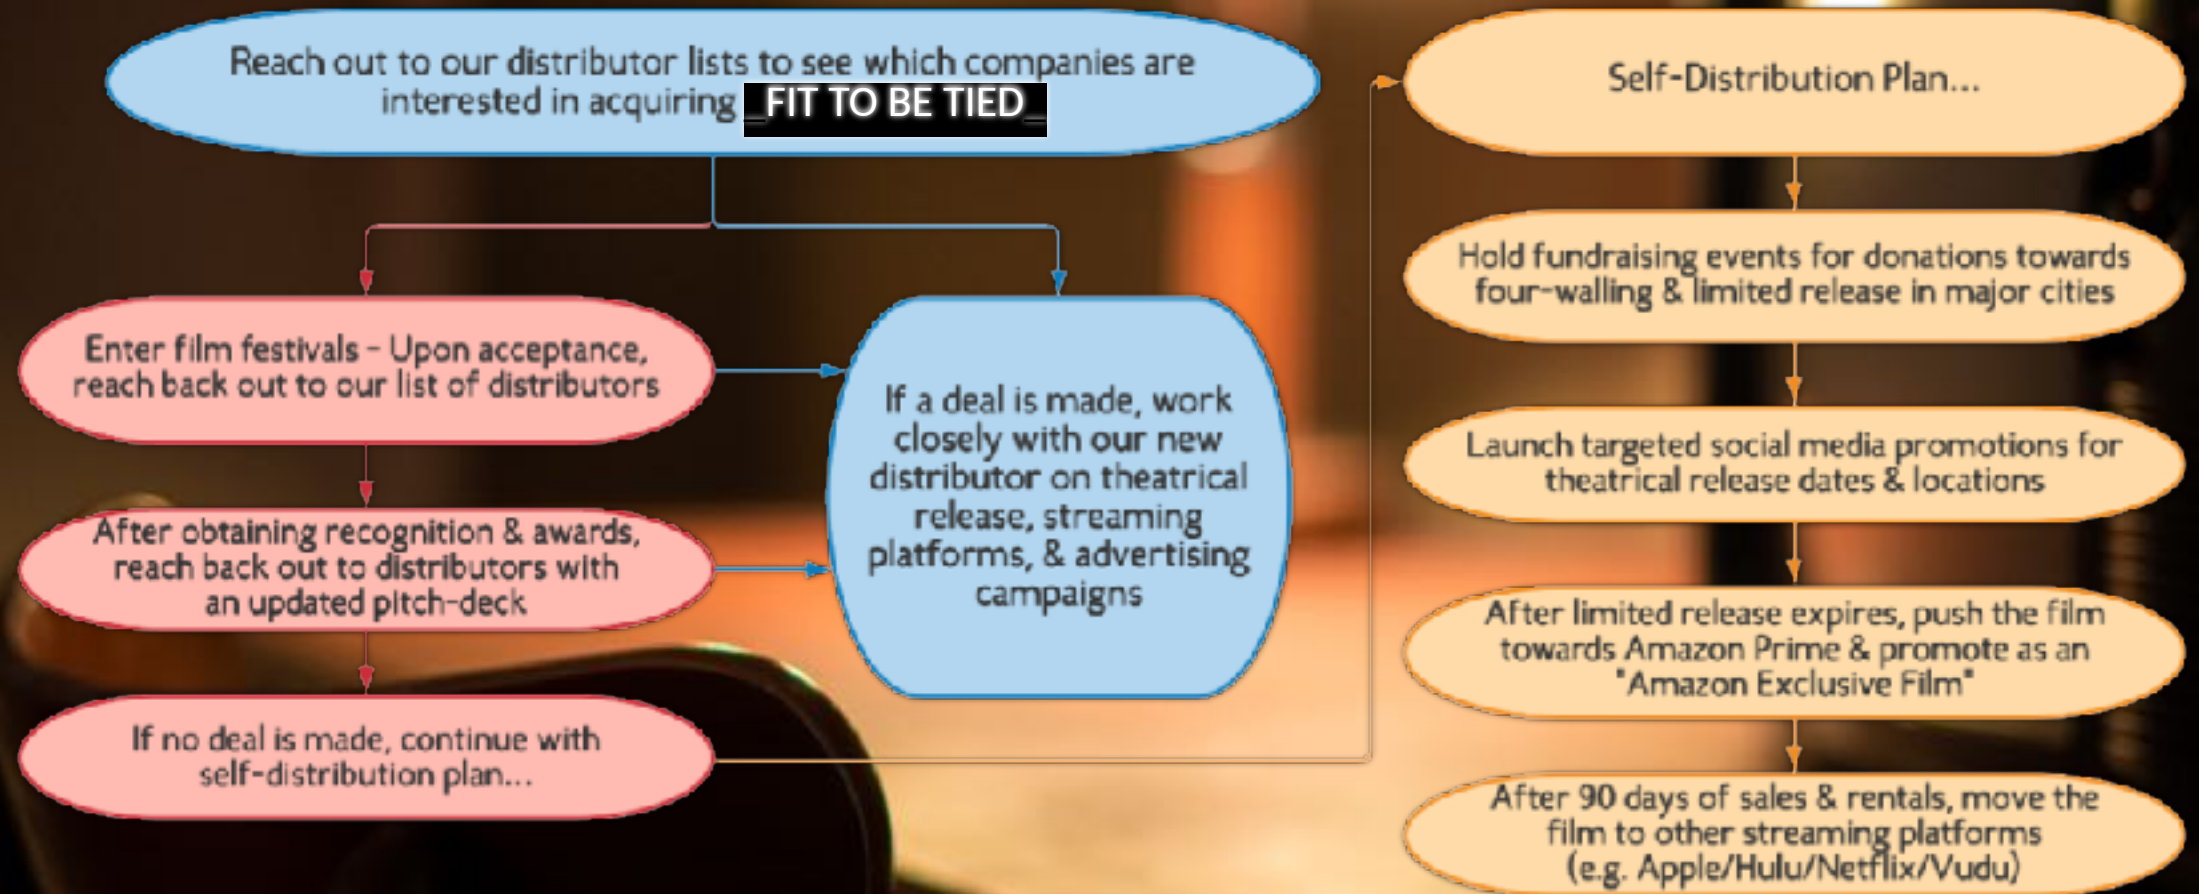 Reach out to our distributor lists to see which companies are
interested in acquiring _FIT TO BE TIED_
Enter film festivals - Upon acceptance,
reach back out to our list of distributors
After obtaining recognition & awards,
reach back out to distributors with
an updated pitch-deck
If no deal is made, continue with
self-distribution plan...
If a deal is made, work
closely with our new
distributor on theatrical
release, streaming
platforms, & advertising
campaigns
Self-Distribution Plan...
Hold fundraising events for donations towards
four-walling & limited release in major cities
Launch targeted social media promotions for
theatrical release dates & locations
After limited release expires, push the film
towards Amazon Prime & promote as an
"Amazon Exclusive Film"
After 90 days of sales & rentals, move the
film to other streaming platforms
(e.g. Apple/Hulu/Netflix/Vudu)